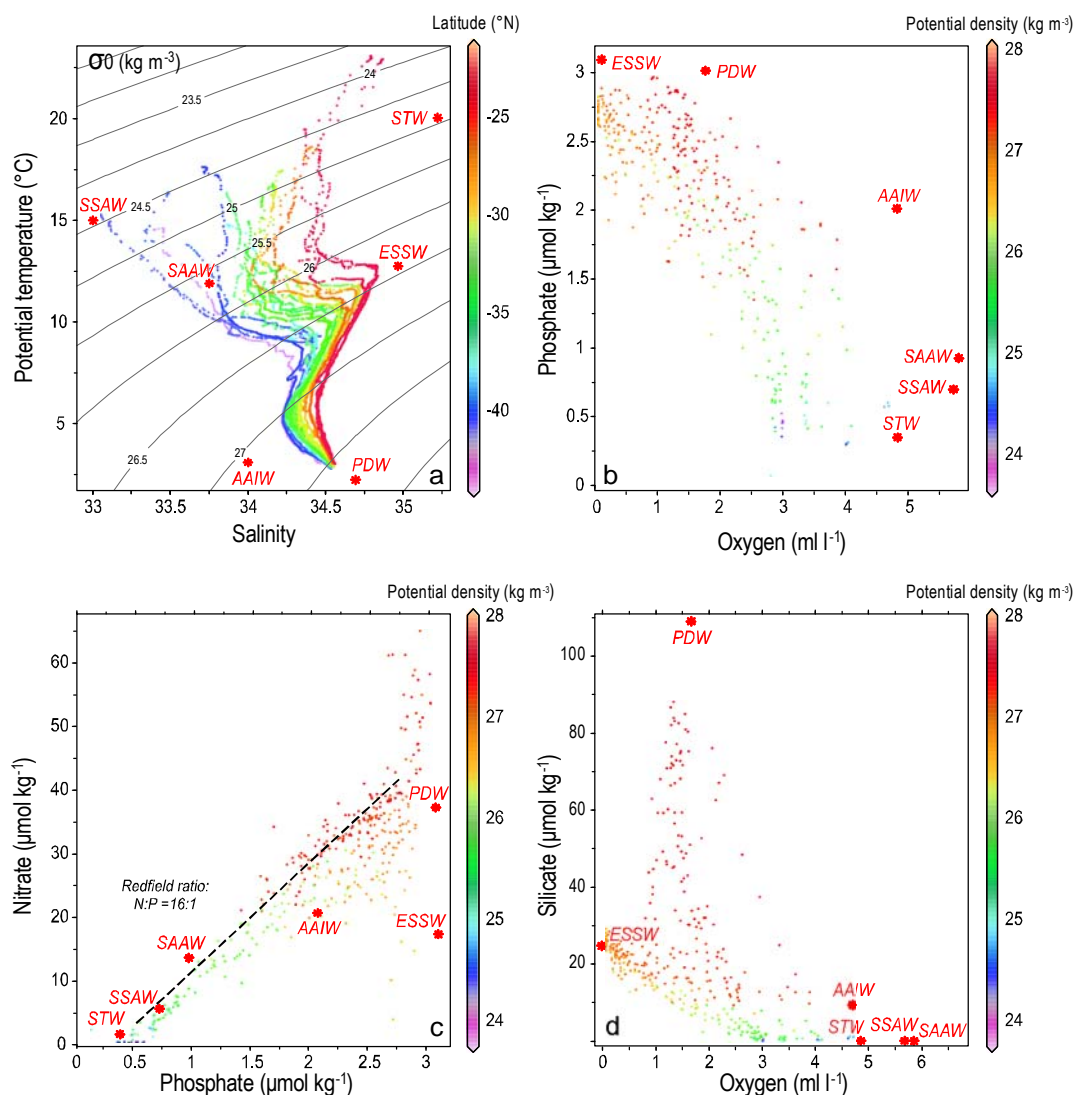 Latitude (°N)
σ0 (kg m-3)
Potential temperature (°C)
20
15
10
5
24
23.5
24.5
25
25.5
26
26.5
27
STW
SSAW
SAAW
ESSW
AAIW
PDW
a
33
33.5
34
34.5
35
Salinity
-25
-30
-35
-40
Potential density (kg m-3)
Phosphate (µmol kg-1)
3
2.5
2
1.5
1
0.5
0
ESSW
PDW
AAIW
SAAW
SSAW
STW
b
0
1
2
3
4
5
Oxygen (ml l-1)
28
27
26
25
24
Potential density (kg m-3)
Nitrate (µmol kg-1)
60
50
40
30
20
10
0
Redfield ratio:
N:P =16:1
PDW
ESSW
AAIW
SAAW
SSAW
STW
c
0
0.5
1
1.5
2
2.5
3
Phosphate (µmol kg-1)
28
27
26
25
24
Potential density (kg m-3)
Silicate (µmol kg-1)
100
80
60
40
20
PDW
ESSW
AAIW
STW
SSAW
SAAW
d
0
1
2
3
4
5
6
Oxygen (ml l-1)
28
27
26
25
24